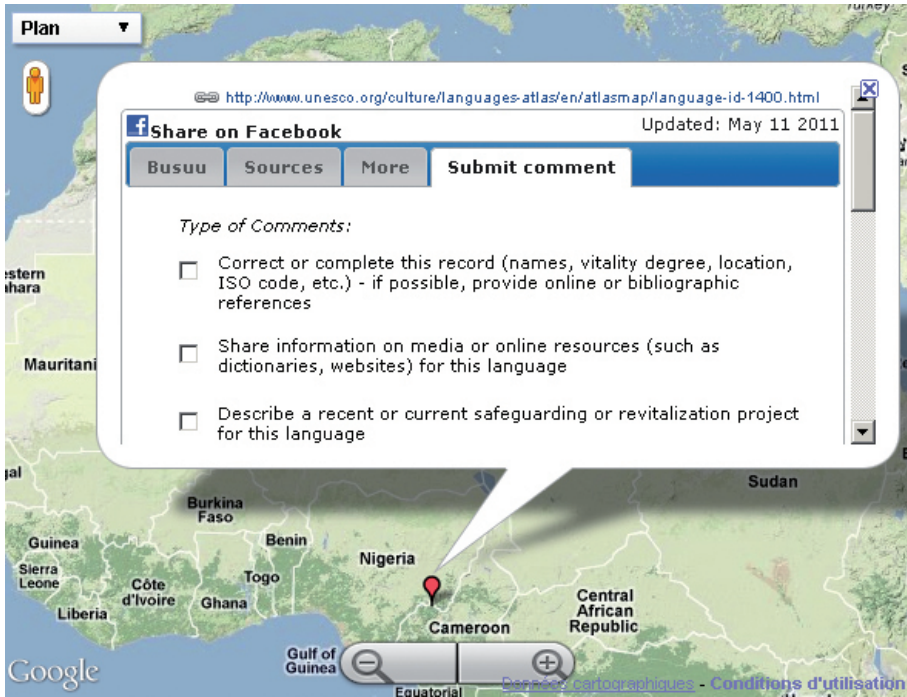 Turkey
Plan
http://www.unesco.org/culture/languages-atlas/en/atlasmap/language-id-1400.html
Share on Facebook
Updated: May 11 2011
Busuu
Sources
More
Submit comment
Type of Comments:
Correct or complete this record (names, vitality degree, location,
ISO code, etc.) - if possible, provide online or bibliographic
references
Share information on media or online resources (such as
dictionaries, websites) for this language
Describe a recent or current safeguarding or revitalization project
for this language
estern
ahara
Mauritani
gal
Sudan
Burkina
Faso
Guinea
Benin
Nigeria
Sierra
Leone
Côte
d'Ivoire
Togo
Ghana
Liberia
Central
African
Republic
Cameroon
Gulf of
Guinea
Google
Equatorial
Données cartographiques - Conditions d'utilisation